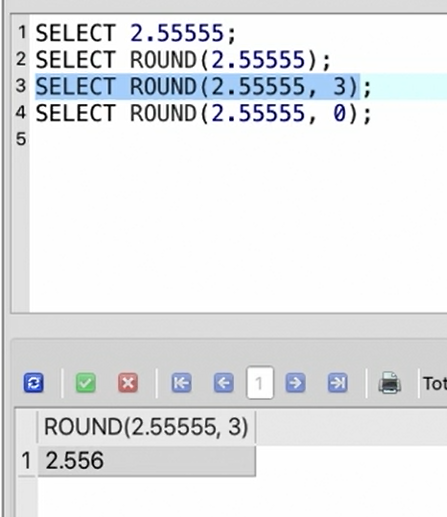 1 SELECT 2.55555;
2 SELECT ROUND(2.55555);
3 SELECT ROUND(2.55555, 3);
4 SELECT ROUND(2.55555, 0);
5
1 Tot
ROUND(2.55555, 3)
1 2.556